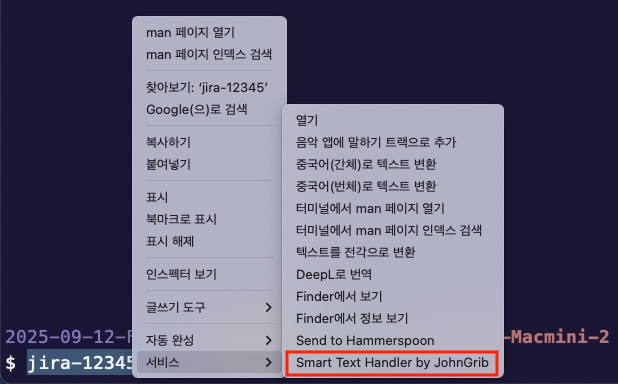 man 페이지 열기
man 페이지 인덱스 검색
찾아보기: ‘jira-12345’
Google(으)로 검색
복사하기
붙여넣기
표시
북마크로 표시
표시 해제
인스펙터 보기
글쓰기 도구
자동 완성
서비스
열기
음악 앱에 말하기 트랙으로 추가
중국어(간체)로 텍스트 변환
중국어(번체)로 텍스트 변환
터미널에서 man 페이지 열기
터미널에서 man 페이지 인덱스 검색
텍스트를 전각으로 변환
DeepL로 번역
Finder에서 보기
Finder에서 정보 보기
Send to Hammerspoon
Smart Text Handler by JohnGrib
2025-09-12-F -Macmini-2
$ jira-12345